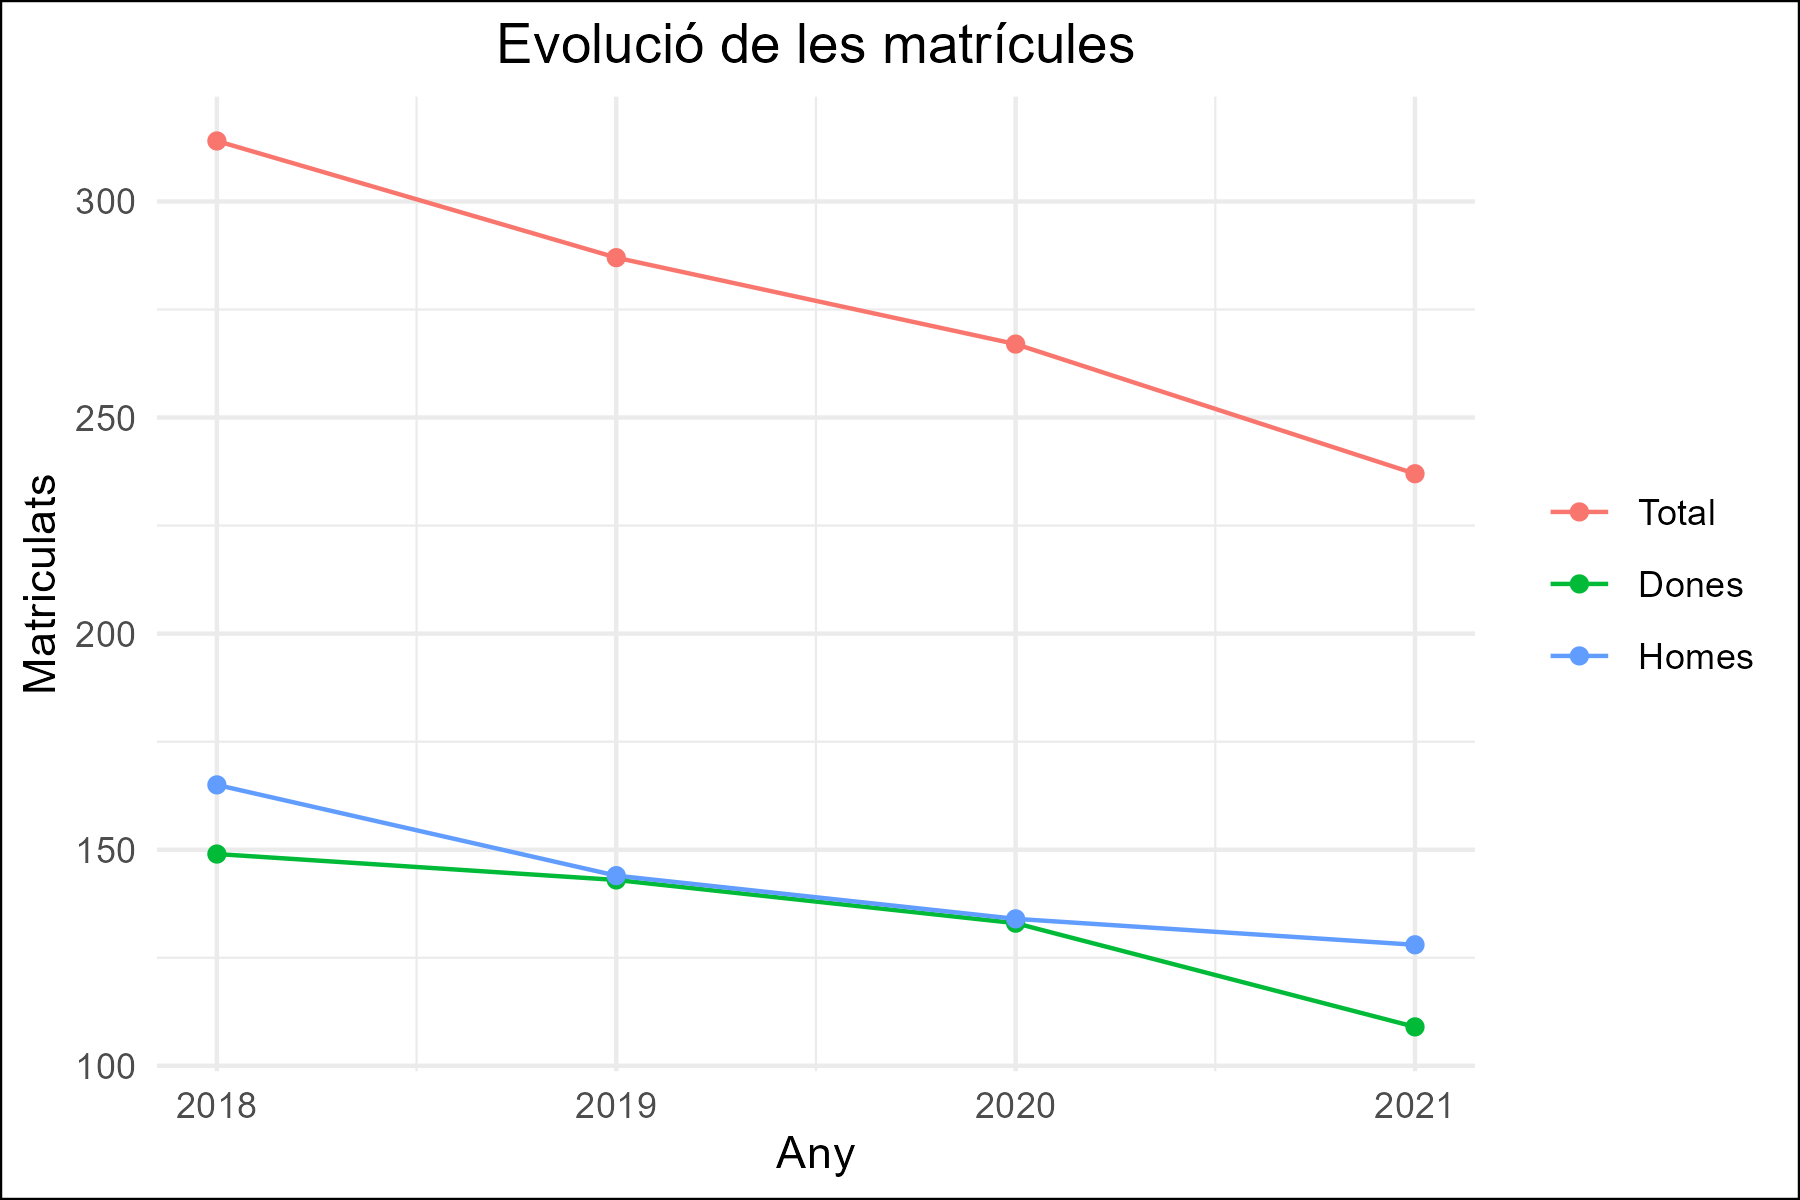 Evolució de les matrícules
Matriculats
300
250
200
150
100
2018 2019 2020 2021
Any
Total
Dones
Homes